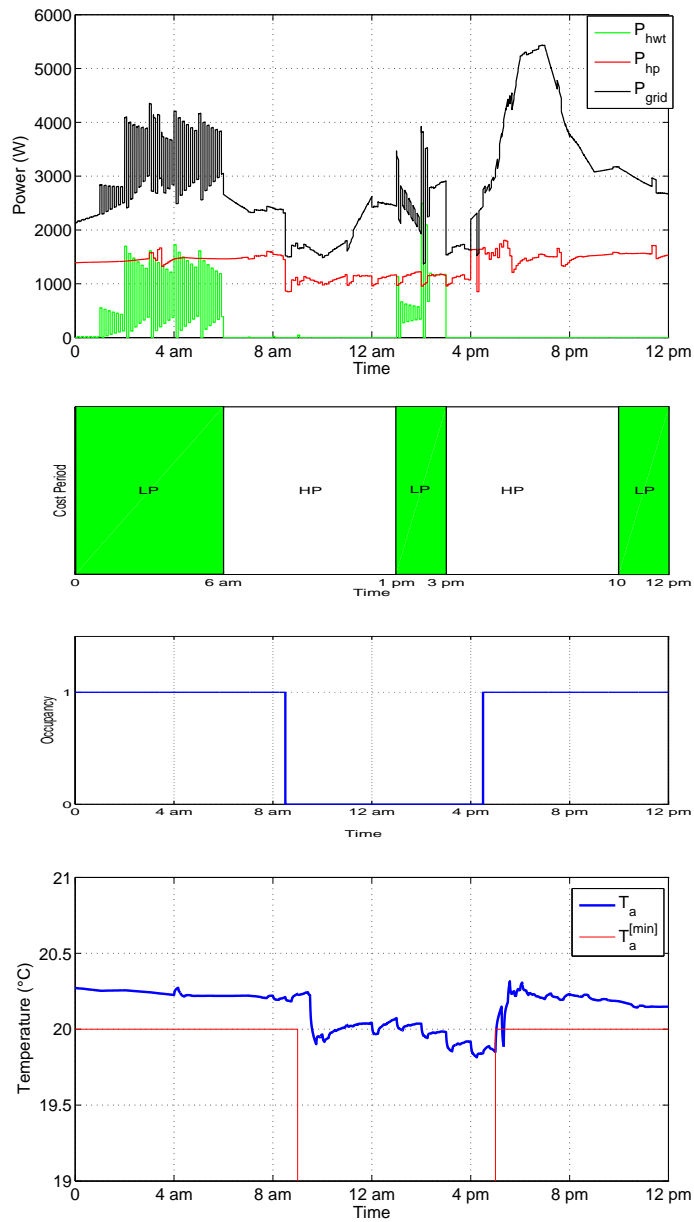 6000
5000
4000
3000
2000
1000
0
Power (W)
P_hwt
P_hp
P_grid
4 am 8 am 12 am 4 pm 8 pm 12 pm
Time
Cost Period
LP HP LP HP LP
0 6 am 1 pm 3 pm 10 12 pm
Time
1
0
Occupancy
0 4 am 8 am 12 am 4 pm 8 pm 12 pm
Time
21
20.5
20
19.5
19
Temperature (°C)
T_a
T_a^[min]
4 am 8 am 12 am 4 pm 8 pm 12 pm
Time